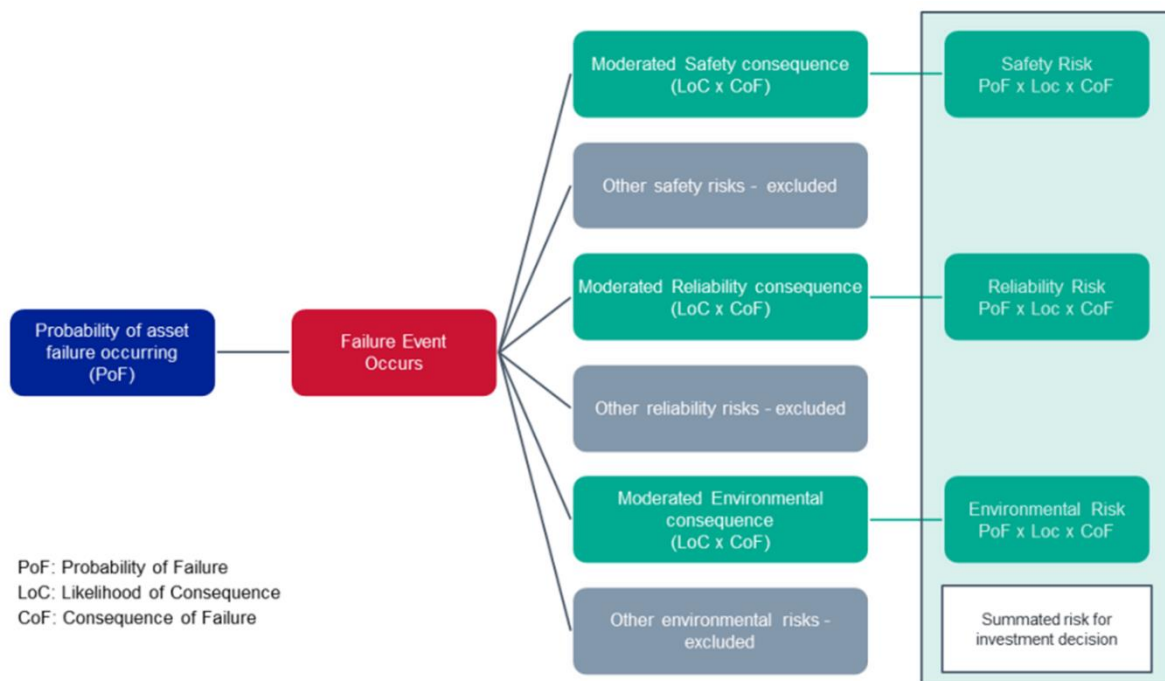 Probability of asset
failure occurring
(PoF)
Failure Event
Occurs
Moderated Safety consequence
(LoC x CoF)
Safety Risk
PoF x Loc x CoF
Other safety risks - excluded
Moderated Reliability consequence
(LoC x CoF)
Reliability Risk
PoF x Loc x CoF
Other reliability risks - excluded
Moderated Environmental
consequence
(LoC x CoF)
Environmental Risk
PoF x Loc x CoF
Other environmental risks -
excluded
Summated risk for
investment decision
PoF: Probability of Failure
LoC: Likelihood of Consequence
CoF: Consequence of Failure